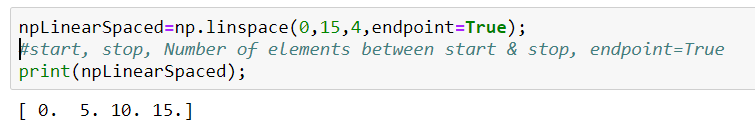 npLinearSpaced=np.linspace(0,15,4,endpoint=True);
#start, stop, Number of elements between start & stop, endpoint=True
print(npLinearSpaced);
[ 0.  5. 10. 15.]